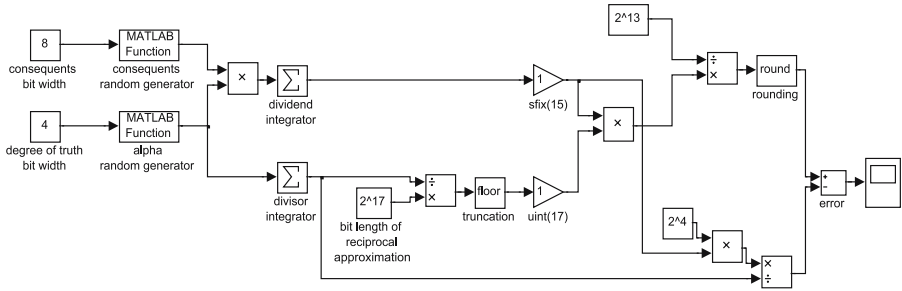 2^13
8
MATLAB
Function
consequents
bit width
consequents
random generator
×
Σ
dividend
integrator
1
sfix(15)
÷
×
round
rounding
×
4
MATLAB
Function
degree of truth
bit width
alpha
random generator
Σ
divisor
integrator
2^17
bit length of
reciprocal
approximation
÷
×
floor
truncation
1
uint(17)
+
−
error
2^4
×
×
÷